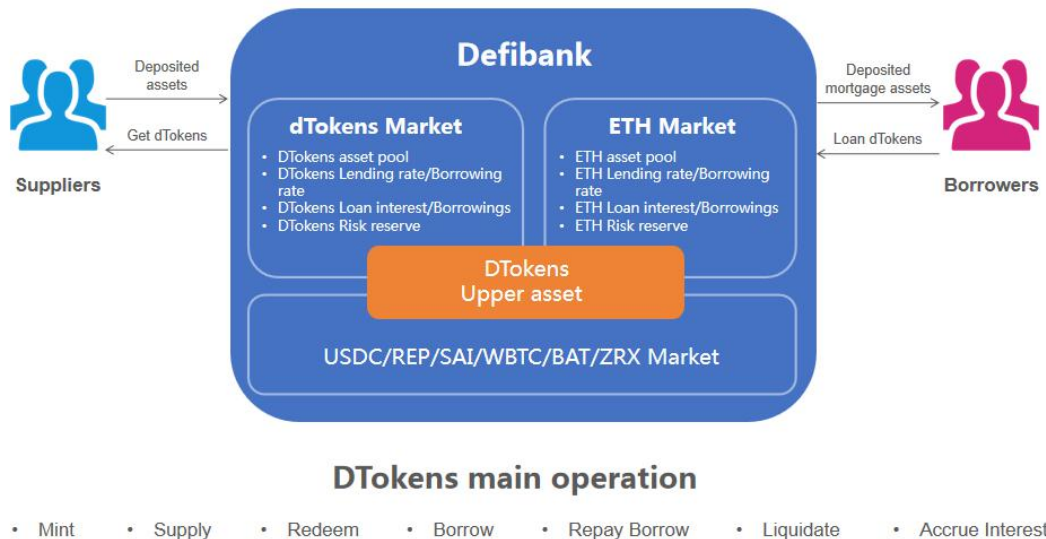 Defibank
Deposited
assets
Get dTokens
Suppliers
dTokens Market
• DTokens asset pool
• DTokens Lending rate/Borrowing
rate
• DTokens Loan interest/Borrowings
• DTokens Risk reserve
ETH Market
• ETH asset pool
• ETH Lending rate/Borrowing
rate
• ETH Loan interest/Borrowings
• ETH Risk reserve
Deposited
mortgage assets
Loan dTokens
Borrowers
DTokens
Upper asset
USDC/REP/SAI/WBTC/BAT/ZRX Market
DTokens main operation
• Mint • Supply • Redeem • Borrow • Repay Borrow • Liquidate • Accrue Interest